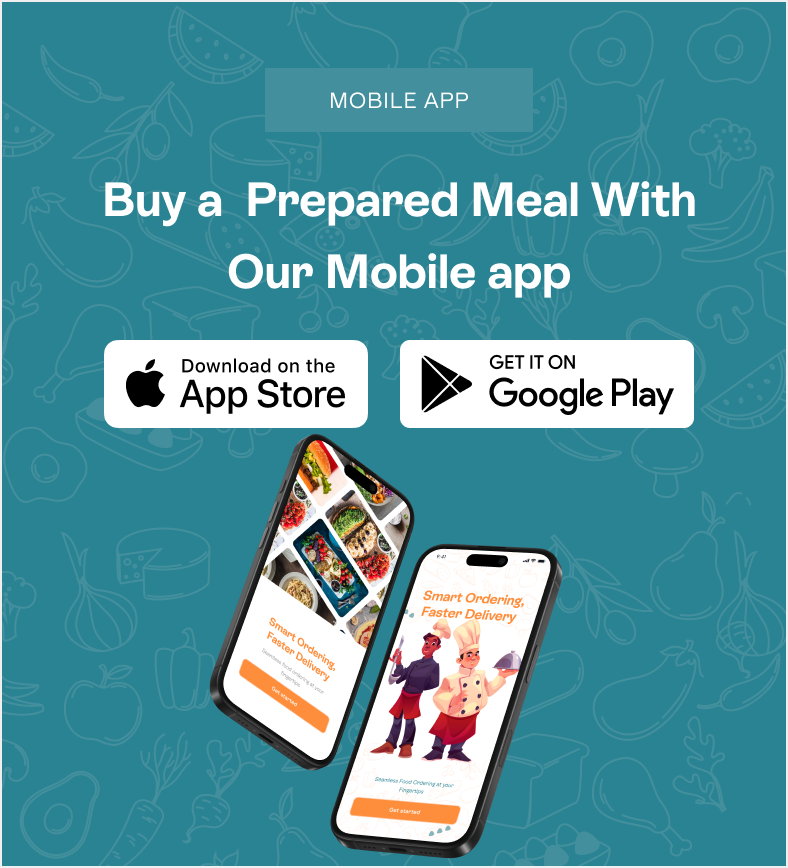 MOBILE APP
Buy a Prepared Meal With
Our Mobile app
Download on the
App Store
GET IT ON
Google Play
Smart Ordering,
Faster Delivery
Seamless food ordering at your
fingertips
Get started
9:41
Smart Ordering,
Faster Delivery
Seamless Food Ordering at your
Fingertips
Get started